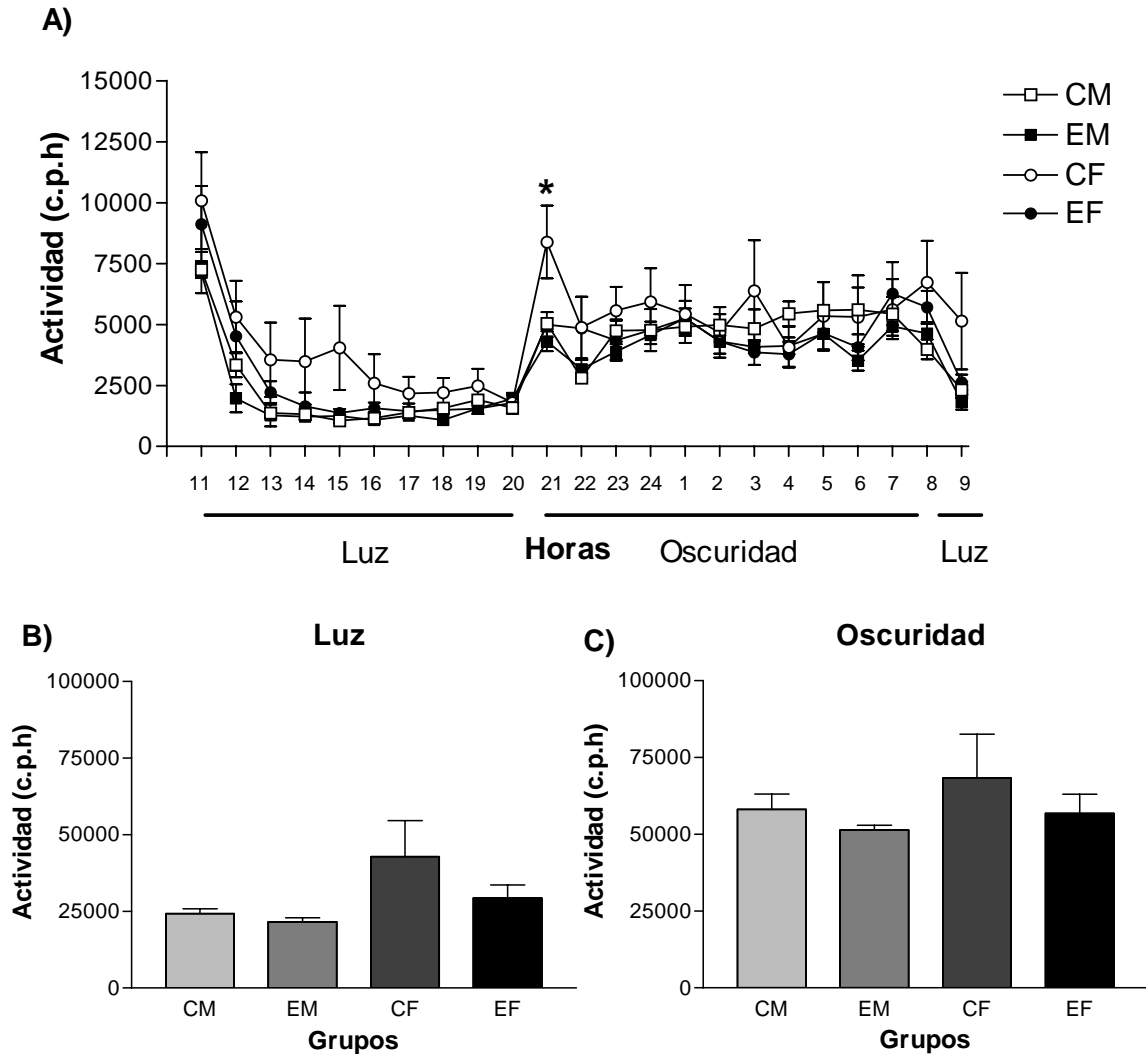 A)
Actividad (c.p.h)
15000
12500
10000
7500
5000
2500
0
*
CM
EM
CF
EF
11 12 13 14 15 16 17 18 19 20 21 22 23 24 1 2 3 4 5 6 7 8 9
Luz Horas Oscuridad Luz
B) Luz
Actividad (c.p.h)
100000
75000
50000
25000
0
CM EM CF EF
Grupos
C) Oscuridad
Actividad (c.p.h)
100000
75000
50000
25000
0
CM EM CF EF
Grupos